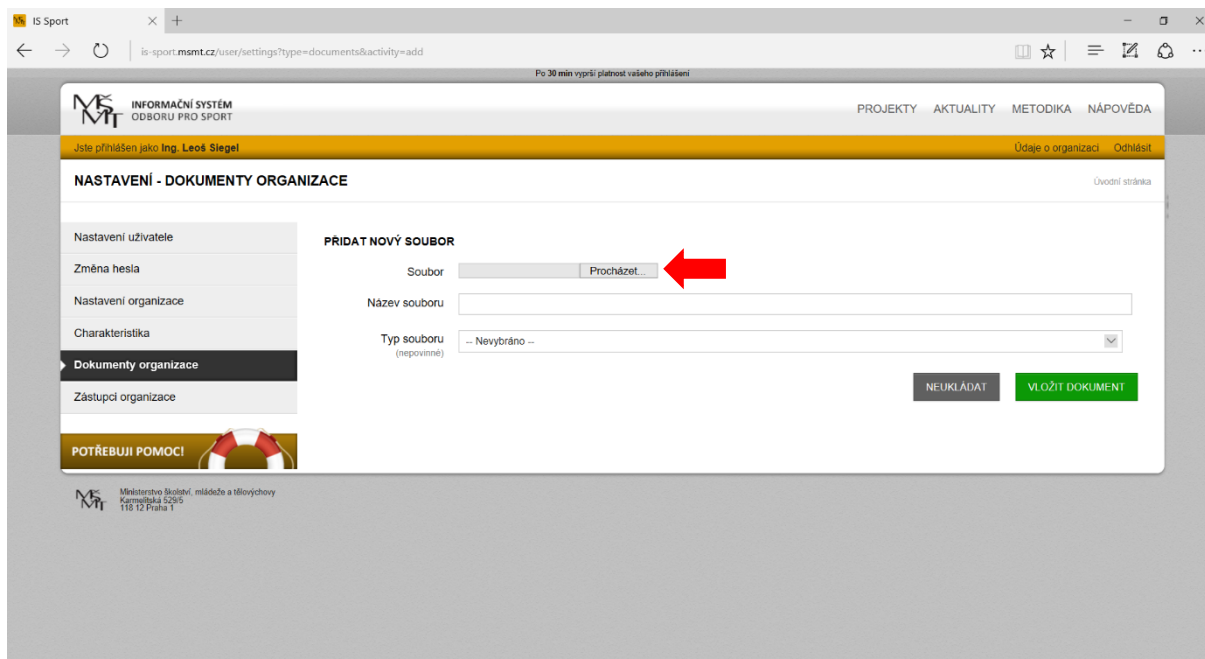 IS Sport
is-sport.msmt.cz/user/settings?type=documents&activity=add
Po 30 min vyprší platnost vašeho přihlášení
MŠMT INFORMAČNÍ SYSTÉM
ODBORU PRO SPORT
PROJEKTY AKTUALITY METODIKA NÁPOVĚDA
Jste přihlášen jako Ing. Leoš Siegel
Údaje o organizaci Odhlásit
NASTAVENÍ - DOKUMENTY ORGANIZACE
Úvodní stránka
Nastavení uživatele
Změna hesla
Nastavení organizace
Charakteristika
Dokumenty organizace
Zástupci organizace
POTŘEBUJI POMOC!
PŘIDAT NOVÝ SOUBOR
Soubor Procházet...
Název souboru
Typ souboru -- Nevybráno --
(nepovinné)
NEUKLÁDAT VLOŽIT DOKUMENT
MŠMT Ministerstvo školství, mládeže a tělovýchovy
Karmelitská 529/5
118 12 Praha 1